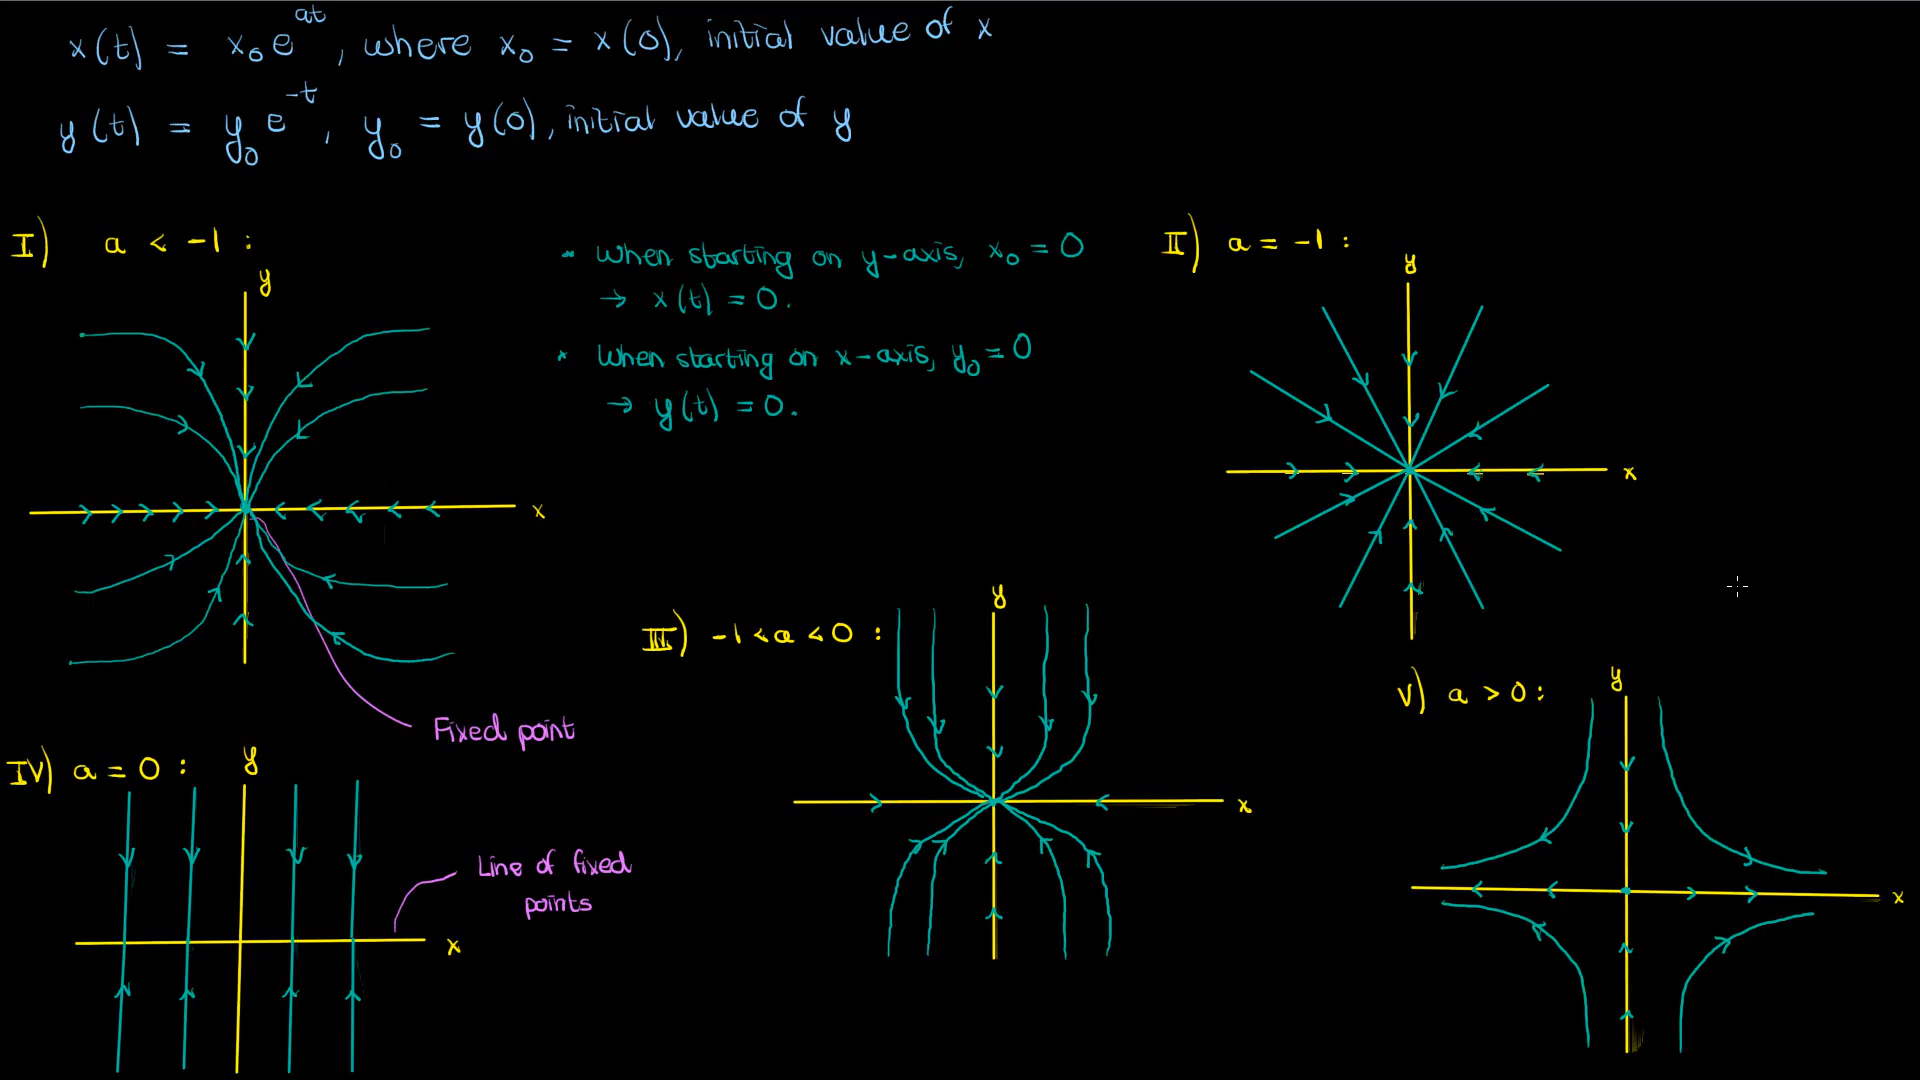 x(t) = x₀e^{at}, where x₀ = x(0), initial value of x
y(t) = y₀e^{-t}, y₀ = y(0), initial value of y
I) a < -1 :
y
x
* When starting on y-axis, x₀ = 0
→ x(t) = 0.
* When starting on x-axis, y₀ = 0
→ y(t) = 0.
II) a = -1 :
y
x
Fixed point
III) -1 < a < 0 :
y
x
IV) a = 0 :
y
x
Line of fixed
points
V) a > 0 :
y
x